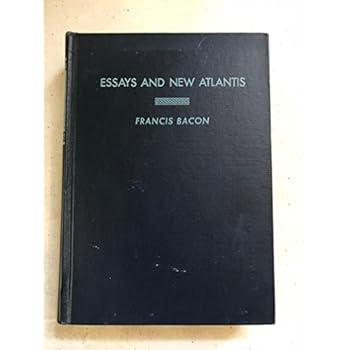 ESSAYS AND NEW ATLANTIS
FRANCIS BACON